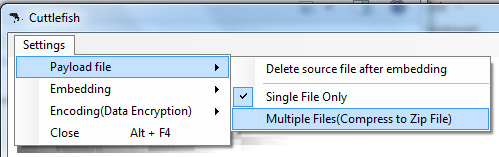 Cuttlefish
Settings
Payload file
Embedding
Encoding(Data Encryption)
Close Alt + F4
Delete source file after embedding
Single File Only
Multiple Files(Compress to Zip File)